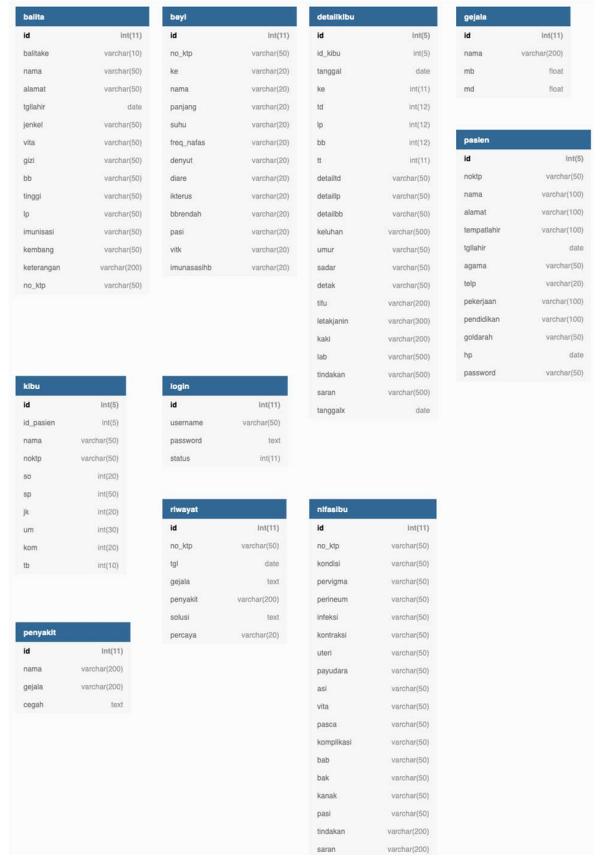 balita
id int(11)
balitake varchar(10)
nama varchar(50)
alamat varchar(50)
tgllahir date
jenkel varchar(50)
vita varchar(50)
gizi varchar(50)
bb varchar(50)
tinggi varchar(50)
lp varchar(50)
imunisasi varchar(50)
kembang varchar(50)
keterangan varchar(200)
no_ktp varchar(50)
bayi
id int(11)
no_ktp varchar(50)
ke varchar(20)
nama varchar(20)
panjang varchar(20)
suhu varchar(20)
freq_nafas varchar(20)
denyut varchar(20)
diare varchar(20)
ikterus varchar(20)
bbrendah varchar(20)
pasi varchar(20)
vitk varchar(20)
imunasasihb varchar(20)
detailkibu
id int(5)
id_kibu int(5)
tanggal date
ke int(11)
td int(12)
lp int(12)
bb int(12)
tt int(11)
detailtd varchar(50)
detaillp varchar(50)
detailbb varchar(50)
keluhan varchar(500)
umur varchar(50)
sadar varchar(50)
detak varchar(50)
tifu varchar(200)
letakjanin varchar(300)
kaki varchar(200)
lab varchar(500)
tindakan varchar(500)
saran varchar(500)
tanggalx date
gejala
id int(11)
nama varchar(200)
mb float
md float
pasien
id int(5)
noktp varchar(50)
nama varchar(100)
alamat varchar(100)
tempatlahir varchar(100)
tgllahir date
agama varchar(50)
telp varchar(20)
pekerjaan varchar(100)
pendidikan varchar(100)
goldarah varchar(50)
hp date
password varchar(50)
kibu
id int(5)
id_pasien int(5)
nama varchar(50)
noktp varchar(50)
so int(20)
sp int(50)
jk int(20)
um int(30)
kom int(20)
tb int(10)
login
id int(11)
username varchar(50)
password text
status int(11)
riwayat
id int(11)
no_ktp varchar(50)
tgl date
gejala text
penyakit varchar(200)
solusi text
percaya varchar(20)
nifasibu
id int(11)
no_ktp varchar(50)
kondisi varchar(50)
pervigma varchar(50)
perineum varchar(50)
infeksi varchar(50)
kontraksi varchar(50)
uteri varchar(50)
payudara varchar(50)
asi varchar(50)
vita varchar(50)
pasca varchar(50)
komplikasi varchar(50)
bab varchar(50)
bak varchar(50)
kanak varchar(50)
pasi varchar(50)
tindakan varchar(200)
saran varchar(200)
penyakit
id int(11)
nama varchar(200)
gejala varchar(200)
cegah text